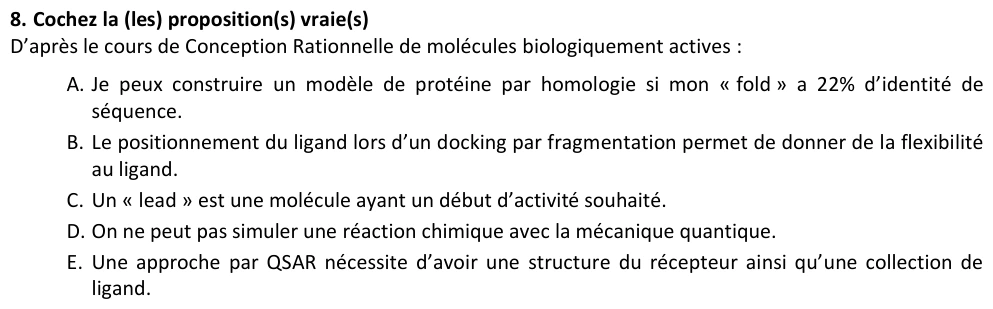 8. Cochez la (les) proposition(s) vraie(s)
D’après le cours de Conception Rationnelle de molécules biologiquement actives :
A. Je peux construire un modèle de protéine par homologie si mon « fold » a 22% d’identité de
séquence.
B. Le positionnement du ligand lors d’un docking par fragmentation permet de donner de la flexibilité
au ligand.
C. Un « lead » est une molécule ayant un début d’activité souhaité.
D. On ne peut pas simuler une réaction chimique avec la mécanique quantique.
E. Une approche par QSAR nécessite d’avoir une structure du récepteur ainsi qu’une collection de
ligand.